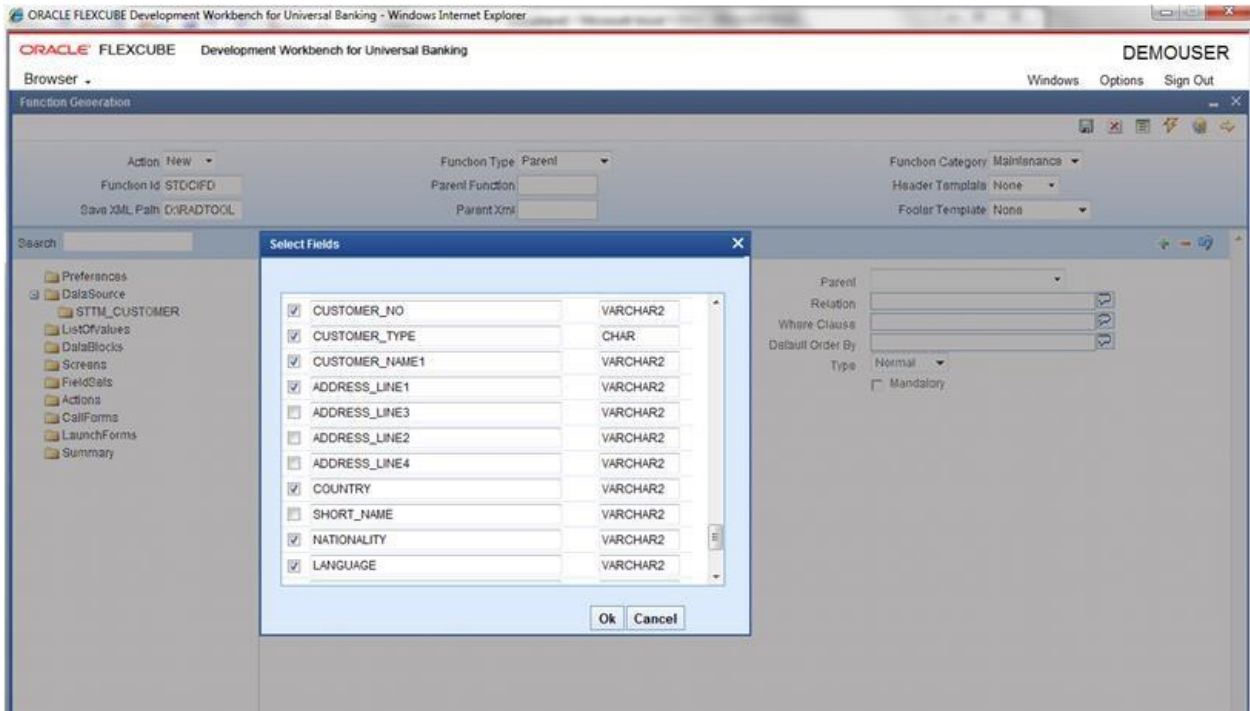 ORACLE FLEXCUBE Development Workbench for Universal Banking - Windows Internet Explorer
ORACLE FLEXCUBE Development Workbench for Universal Banking
DEMOUSER
Browser
Windows Options Sign Out
Function Generation
Action New
Function Type Parent
Function Category Maintenance
Function Id STDCIFD
Parent Function
Header Template None
Save XML Path D:\RADTOOL
Parent Xml
Footer Template None
Search
Preferences
DataSource
STTM_CUSTOMER
ListOfValues
DataBlocks
Screens
FieldSets
Actions
CallForms
LaunchForms
Summary
Select Fields
CUSTOMER_NO VARCHAR2
CUSTOMER_TYPE CHAR
CUSTOMER_NAME1 VARCHAR2
ADDRESS_LINE1 VARCHAR2
ADDRESS_LINE3 VARCHAR2
ADDRESS_LINE2 VARCHAR2
ADDRESS_LINE4 VARCHAR2
COUNTRY VARCHAR2
SHORT_NAME VARCHAR2
NATIONALITY VARCHAR2
LANGUAGE VARCHAR2
Ok Cancel
Parent
Relation
Where Clause
Default Order By
Type Normal
Mandatory